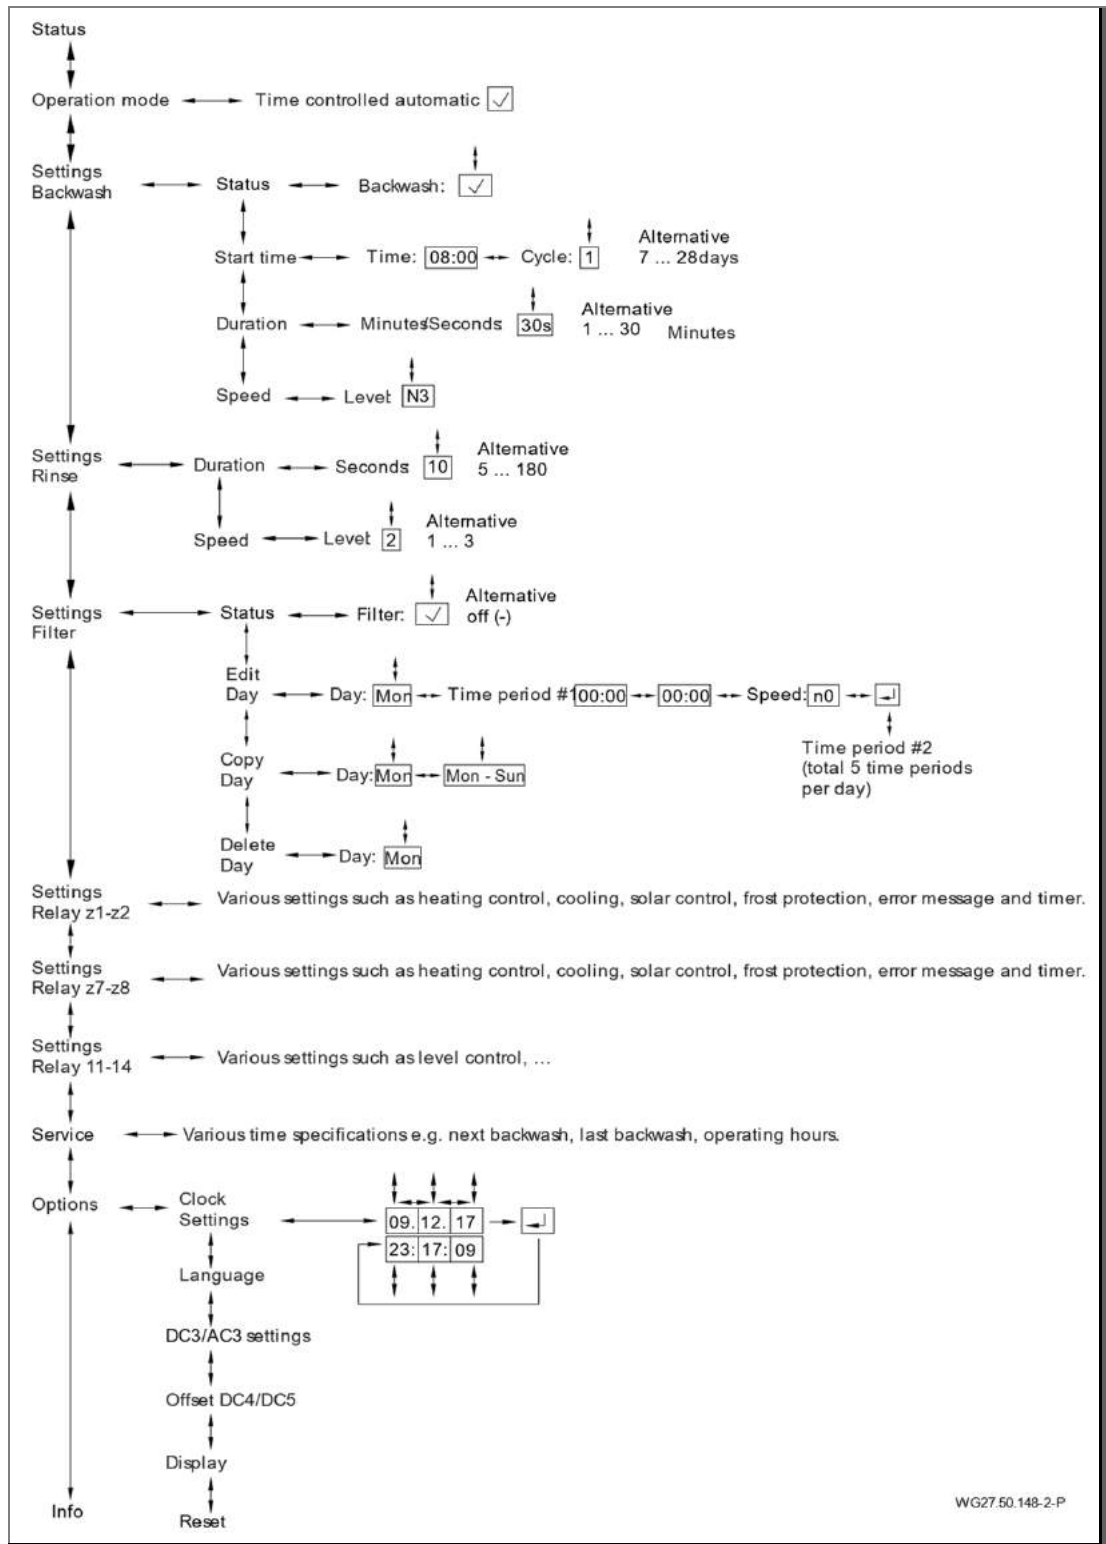 Status
Operation mode Time controlled automatic ✓
Settings
Backwash Status Backwash: ✓
Start time Time: 08:00 Cycle: 1 Alternative
7 ... 28days
Duration Minutes/Seconds: 30s Alternative
1 ... 30 Minutes
Speed Level: N3
Settings
Rinse Duration Seconds: 10 Alternative
5 ... 180
Speed Level: 2 Alternative
1 ... 3
Settings
Filter Status Filter: ✓ Alternative
off (-)
Edit
Day Day: Mon Time period #1 00:00 00:00 Speed: n0 ↵
Time period #2
(total 5 time periods
per day)
Copy
Day Day: Mon Mon - Sun
Delete
Day Day: Mon
Settings
Relay z1-z2 Various settings such as heating control, cooling, solar control, frost protection, error message and timer.
Settings
Relay z7-z8 Various settings such as heating control, cooling, solar control, frost protection, error message and timer.
Settings
Relay 11-14 Various settings such as level control, ...
Service Various time specifications e.g. next backwash, last backwash, operating hours.
Options Clock
Settings 09. 12. 17 ↵
23: 17: 09
Language
DC3/AC3 settings
Offset DC4/DC5
Display
Reset
Info
WG27.50.148-2-P